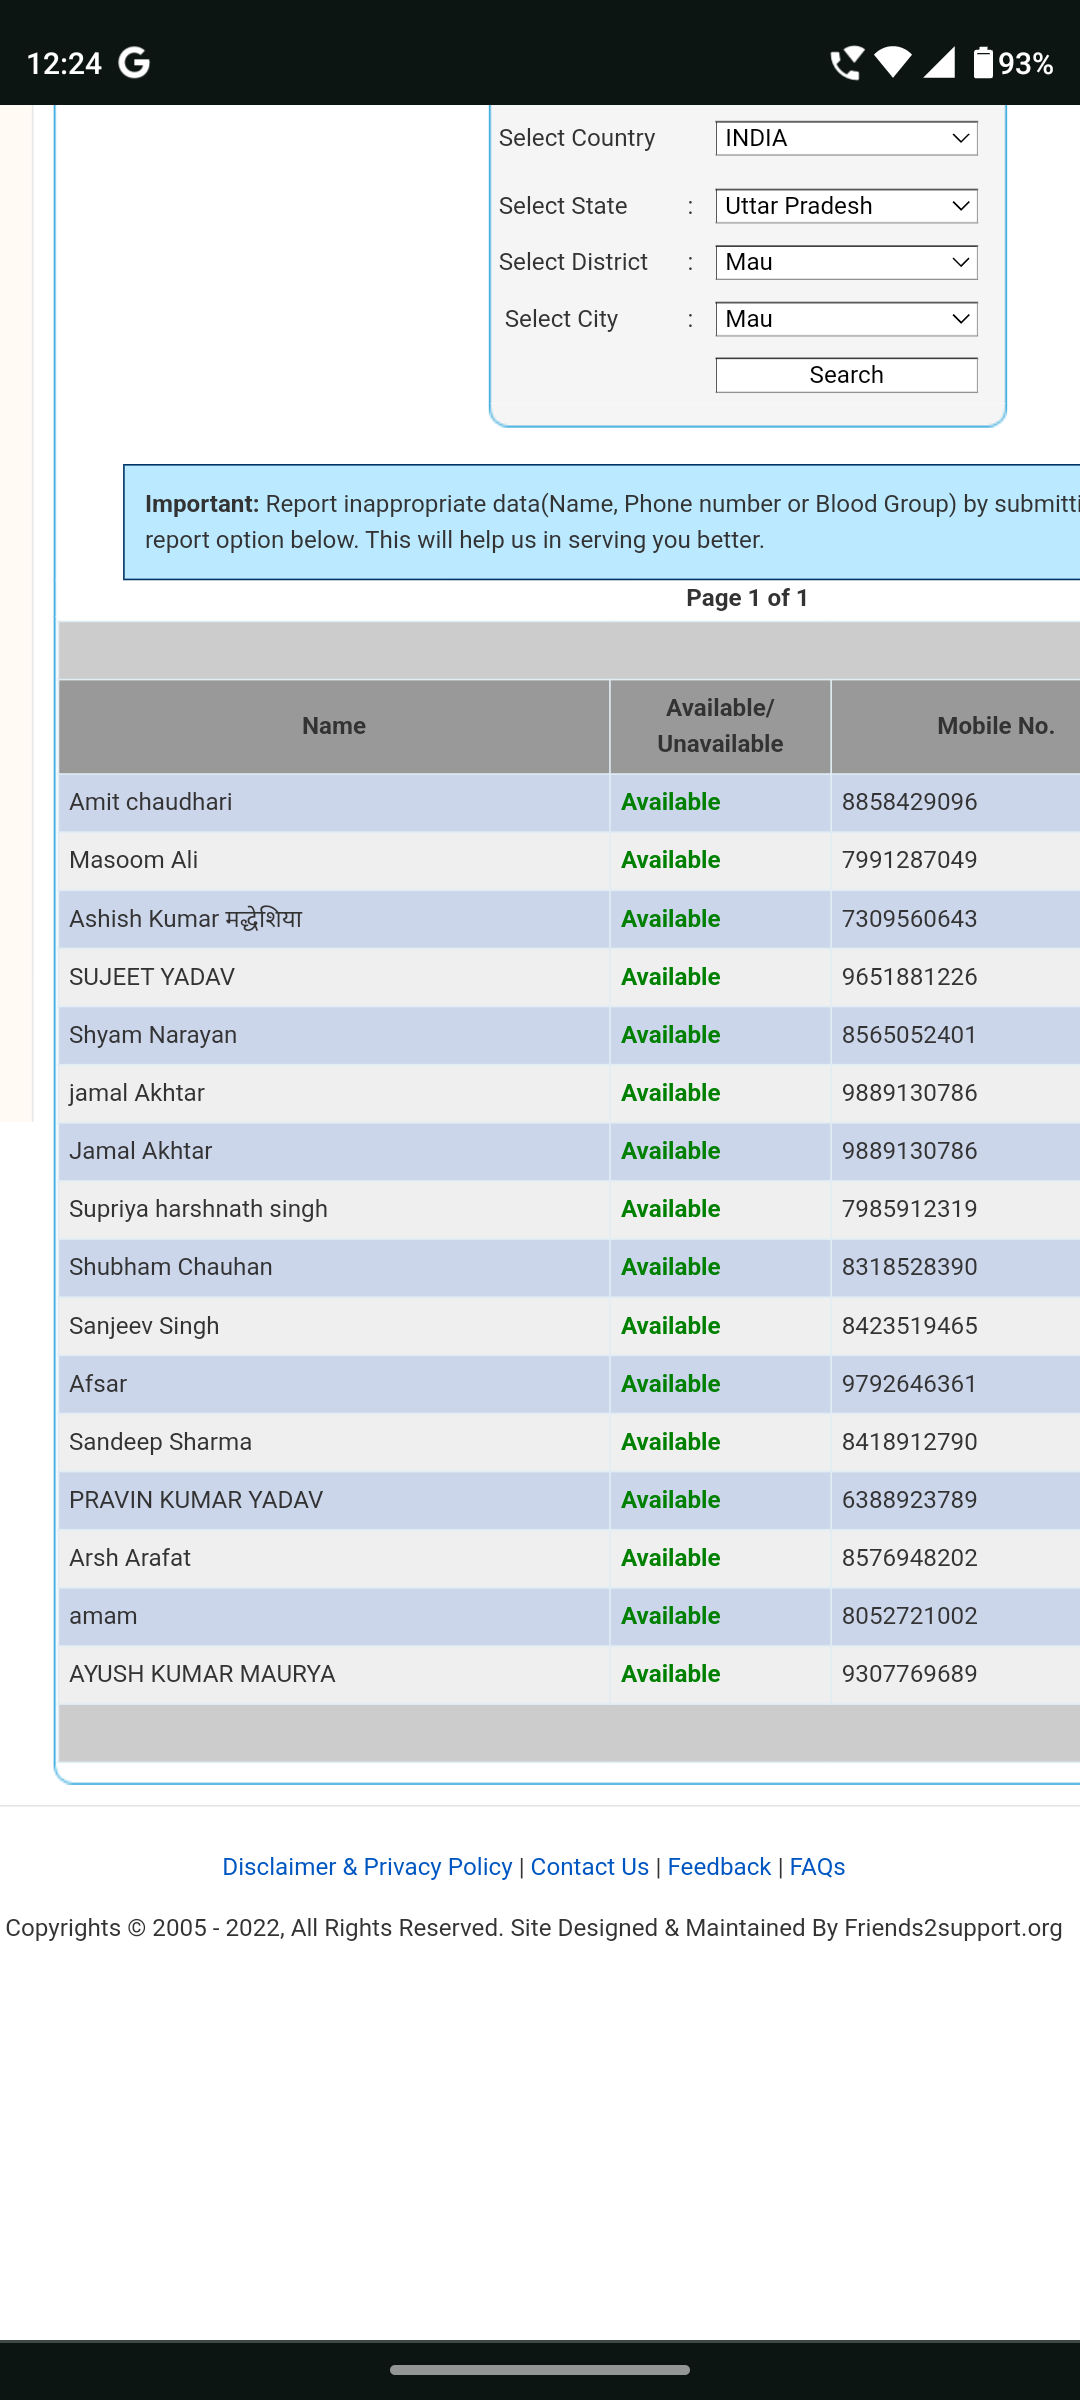 12:24 G 93%
Select Country INDIA
Select State : Uttar Pradesh
Select District : Mau
Select City : Mau
Search
Important: Report inappropriate data(Name, Phone number or Blood Group) by submitti
report option below. This will help us in serving you better.
Page 1 of 1
Name Available/ Unavailable Mobile No.
Amit chaudhari Available 8858429096
Masoom Ali Available 7991287049
Ashish Kumar मद्धेशिया Available 7309560643
SUJEET YADAV Available 9651881226
Shyam Narayan Available 8565052401
jamal Akhtar Available 9889130786
Jamal Akhtar Available 9889130786
Supriya harshnath singh Available 7985912319
Shubham Chauhan Available 8318528390
Sanjeev Singh Available 8423519465
Afsar Available 9792646361
Sandeep Sharma Available 8418912790
PRAVIN KUMAR YADAV Available 6388923789
Arsh Arafat Available 8576948202
amam Available 8052721002
AYUSH KUMAR MAURYA Available 9307769689
Disclaimer & Privacy Policy | Contact Us | Feedback | FAQs
Copyrights © 2005 - 2022, All Rights Reserved. Site Designed & Maintained By Friends2support.org